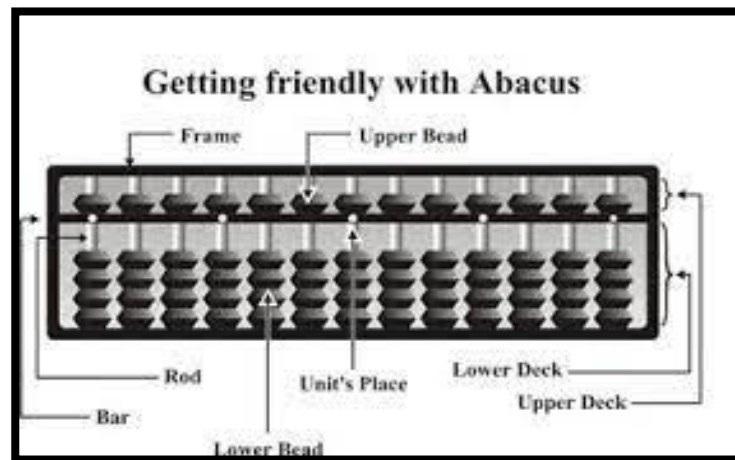 Getting friendly with Abacus
Frame
Upper Bead
Rod
Unit's Place
Lower Deck
Upper Deck
Bar
Lower Bead